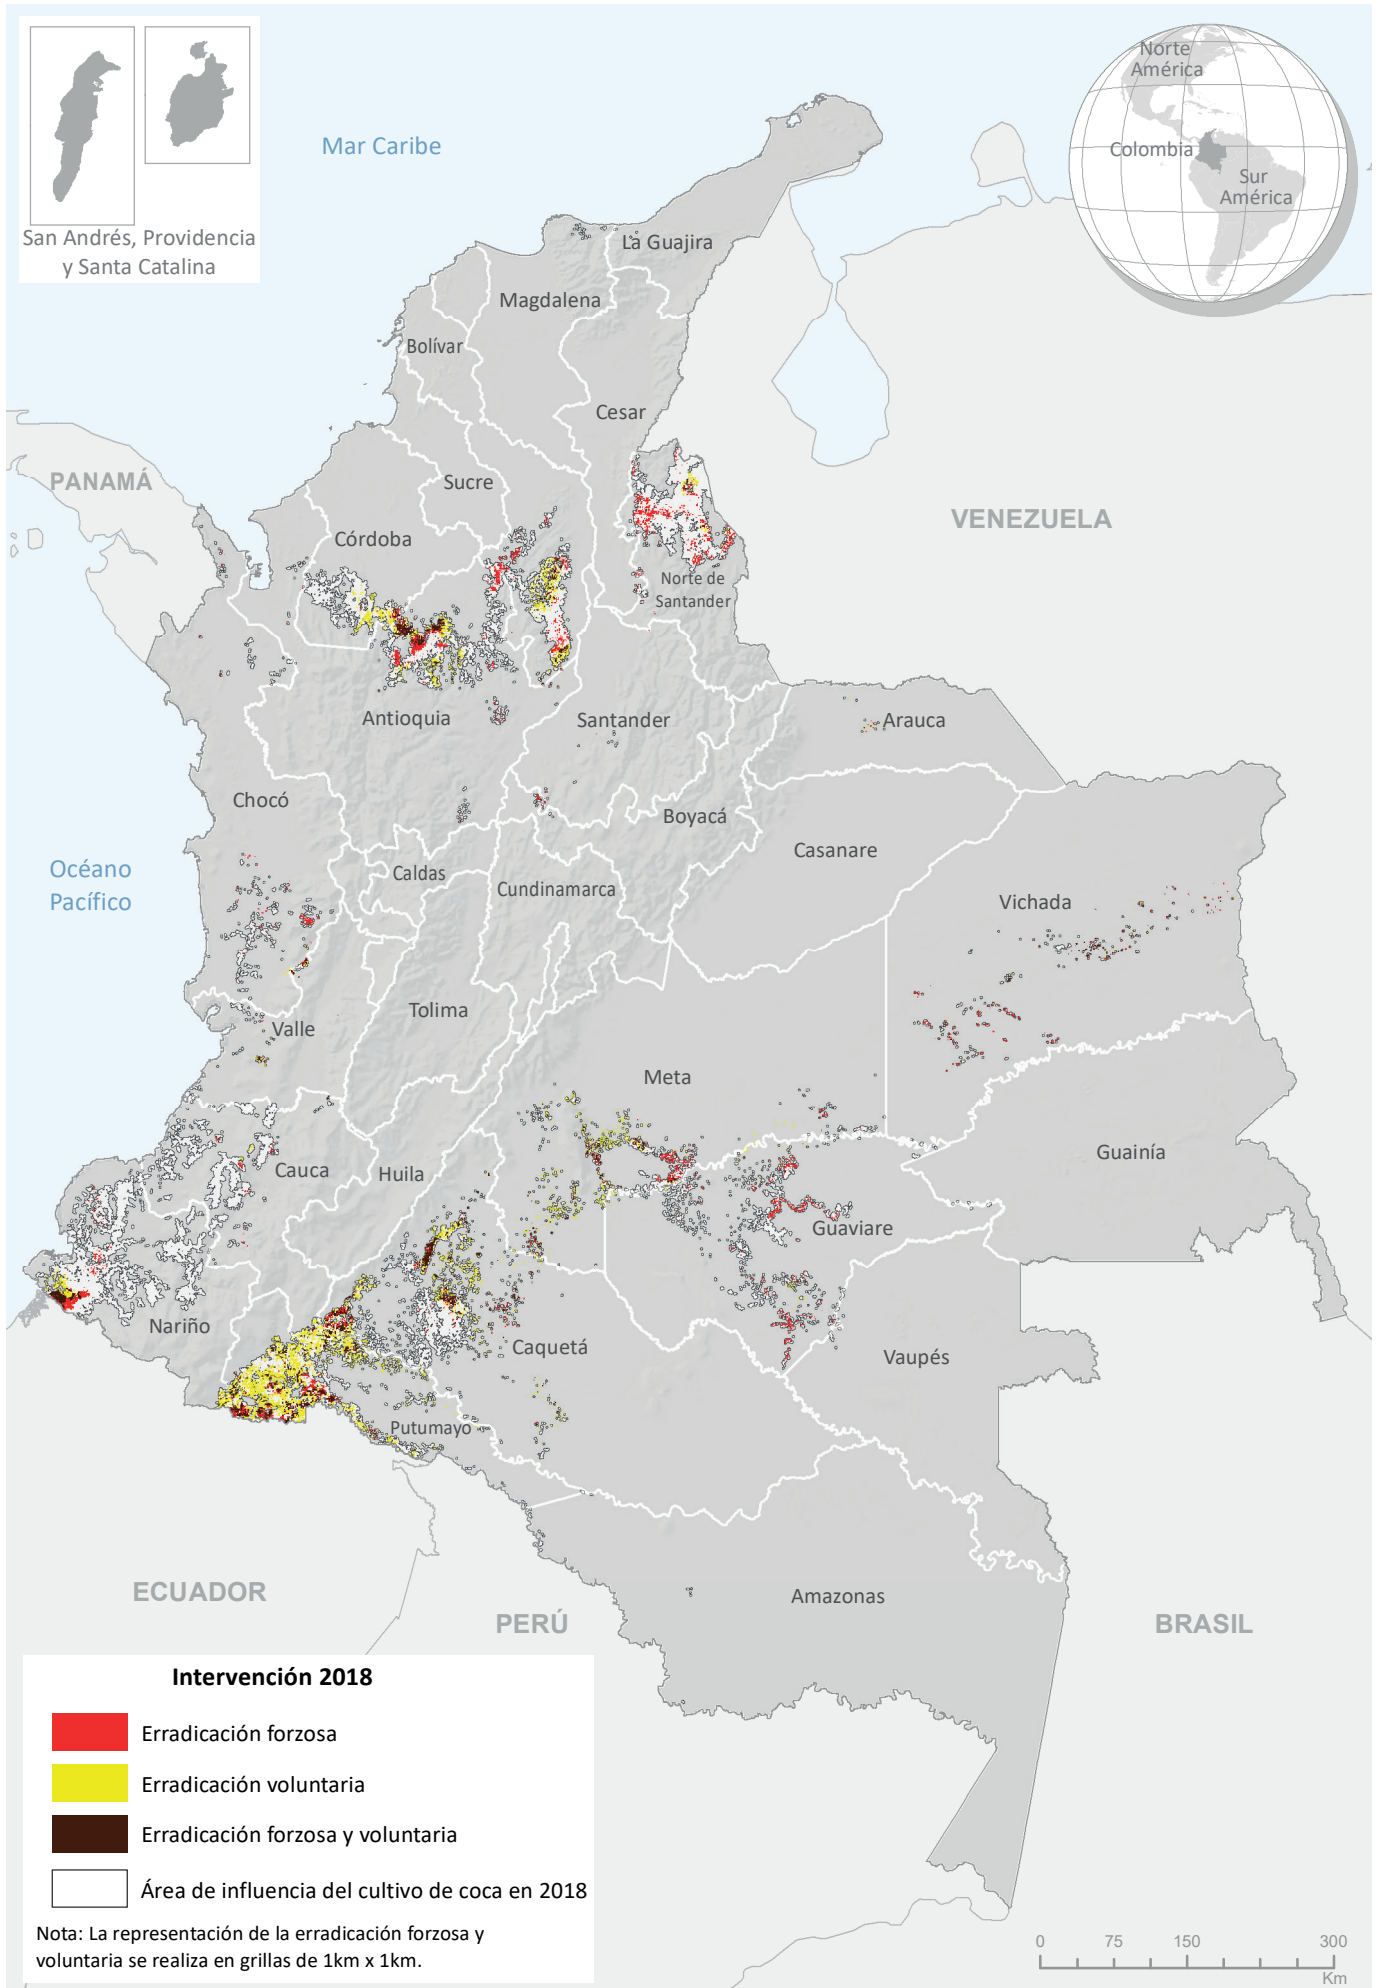 San Andrés, Providencia
y Santa Catalina
Mar Caribe
Norte
América
Colombia
Sur
América
La Guajira
Magdalena
Bolívar
Cesar
PANAMÁ
Sucre
VENEZUELA
Córdoba
Norte de
Santander
Antioquia
Santander
Arauca
Chocó
Boyacá
Casanare
Océano
Pacífico
Caldas
Cundinamarca
Vichada
Tolima
Valle
Meta
Guainía
Cauca
Huila
Guaviare
Nariño
Caquetá
Vaupés
Putumayo
ECUADOR
PERÚ
Amazonas
BRASIL
Intervención 2018
Erradicación forzosa
Erradicación voluntaria
Erradicación forzosa y voluntaria
Área de influencia del cultivo de coca en 2018
Nota: La representación de la erradicación forzosa y
voluntaria se realiza en grillas de 1km x 1km.
0 75 150 300
Km